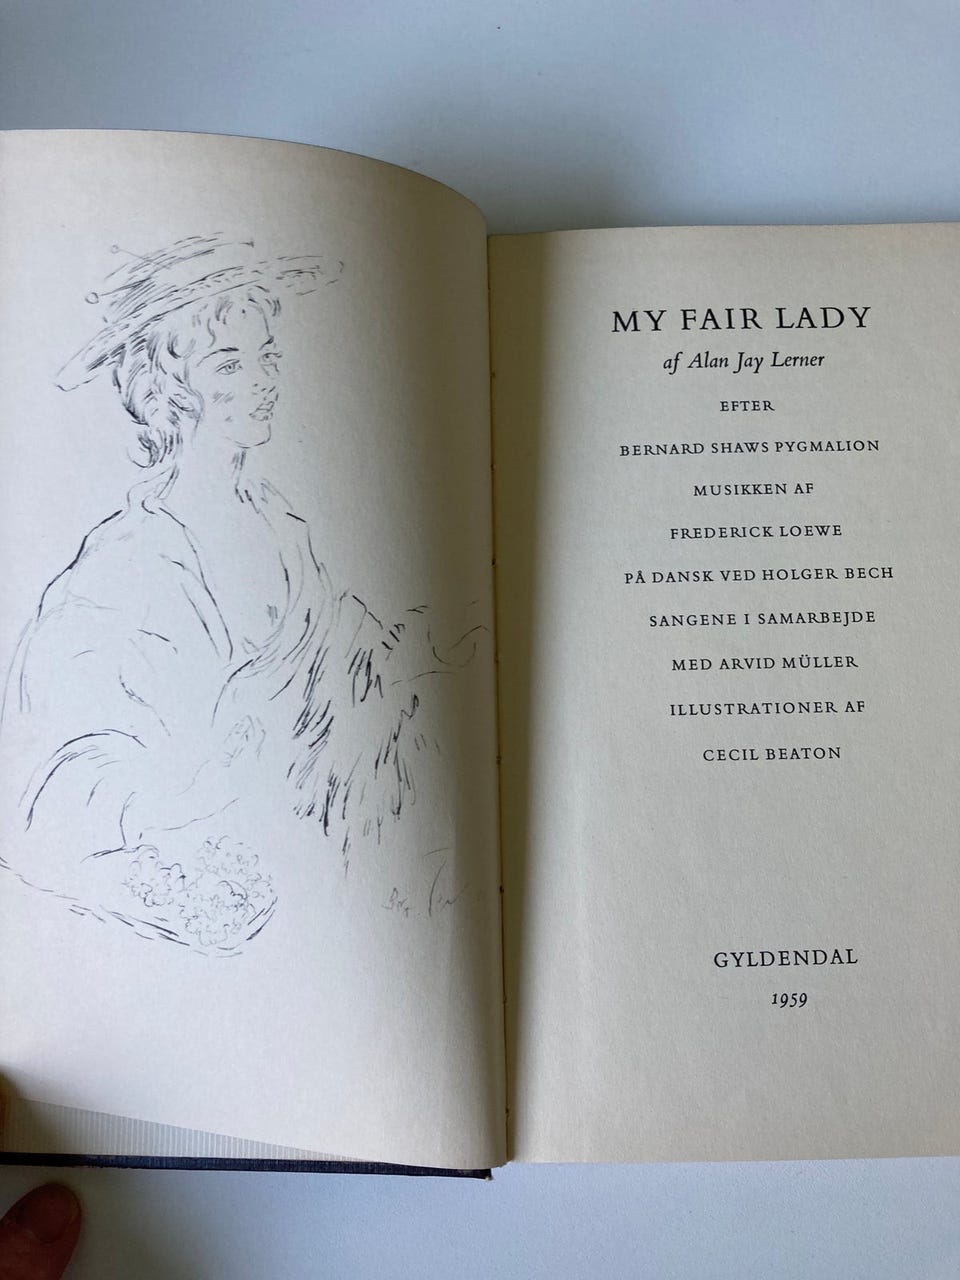 MY FAIR LADY
af Alan Jay Lerner
EFTER
BERNARD SHAWS PYGMALION
MUSIKKEN AF
FREDERICK LOEWE
PÅ DANSK VED HOLGER BECH
SANGENE I SAMARBEJDE
MED ARVID MÜLLER
ILLUSTRATIONER AF
CECIL BEATON
GYLDENDAL
1959